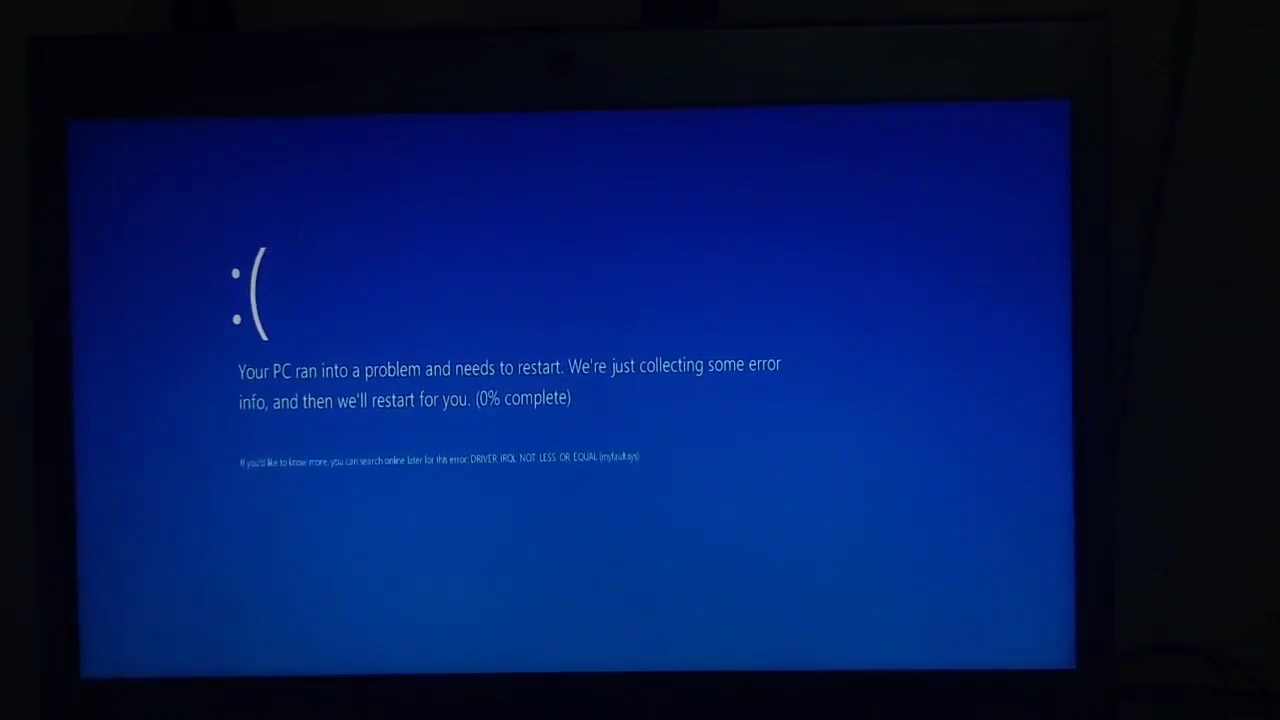 :(
Your PC ran into a problem and needs to restart. We're just collecting some error
info, and then we'll restart for you. (0% complete)
If you'd like to know more, you can search online later for this error: DRIVER IRQL NOT LESS OR EQUAL (myfault.sys)